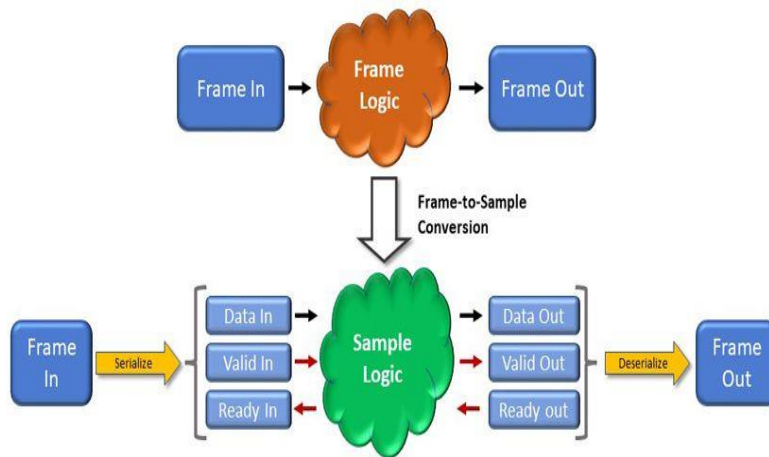 Frame In
Frame
Logic
Frame Out
Frame-to-Sample
Conversion
Frame
In
Serialize
Data In
Valid In
Ready In
Sample
Logic
Data Out
Valid Out
Ready out
Deserialize
Frame
Out